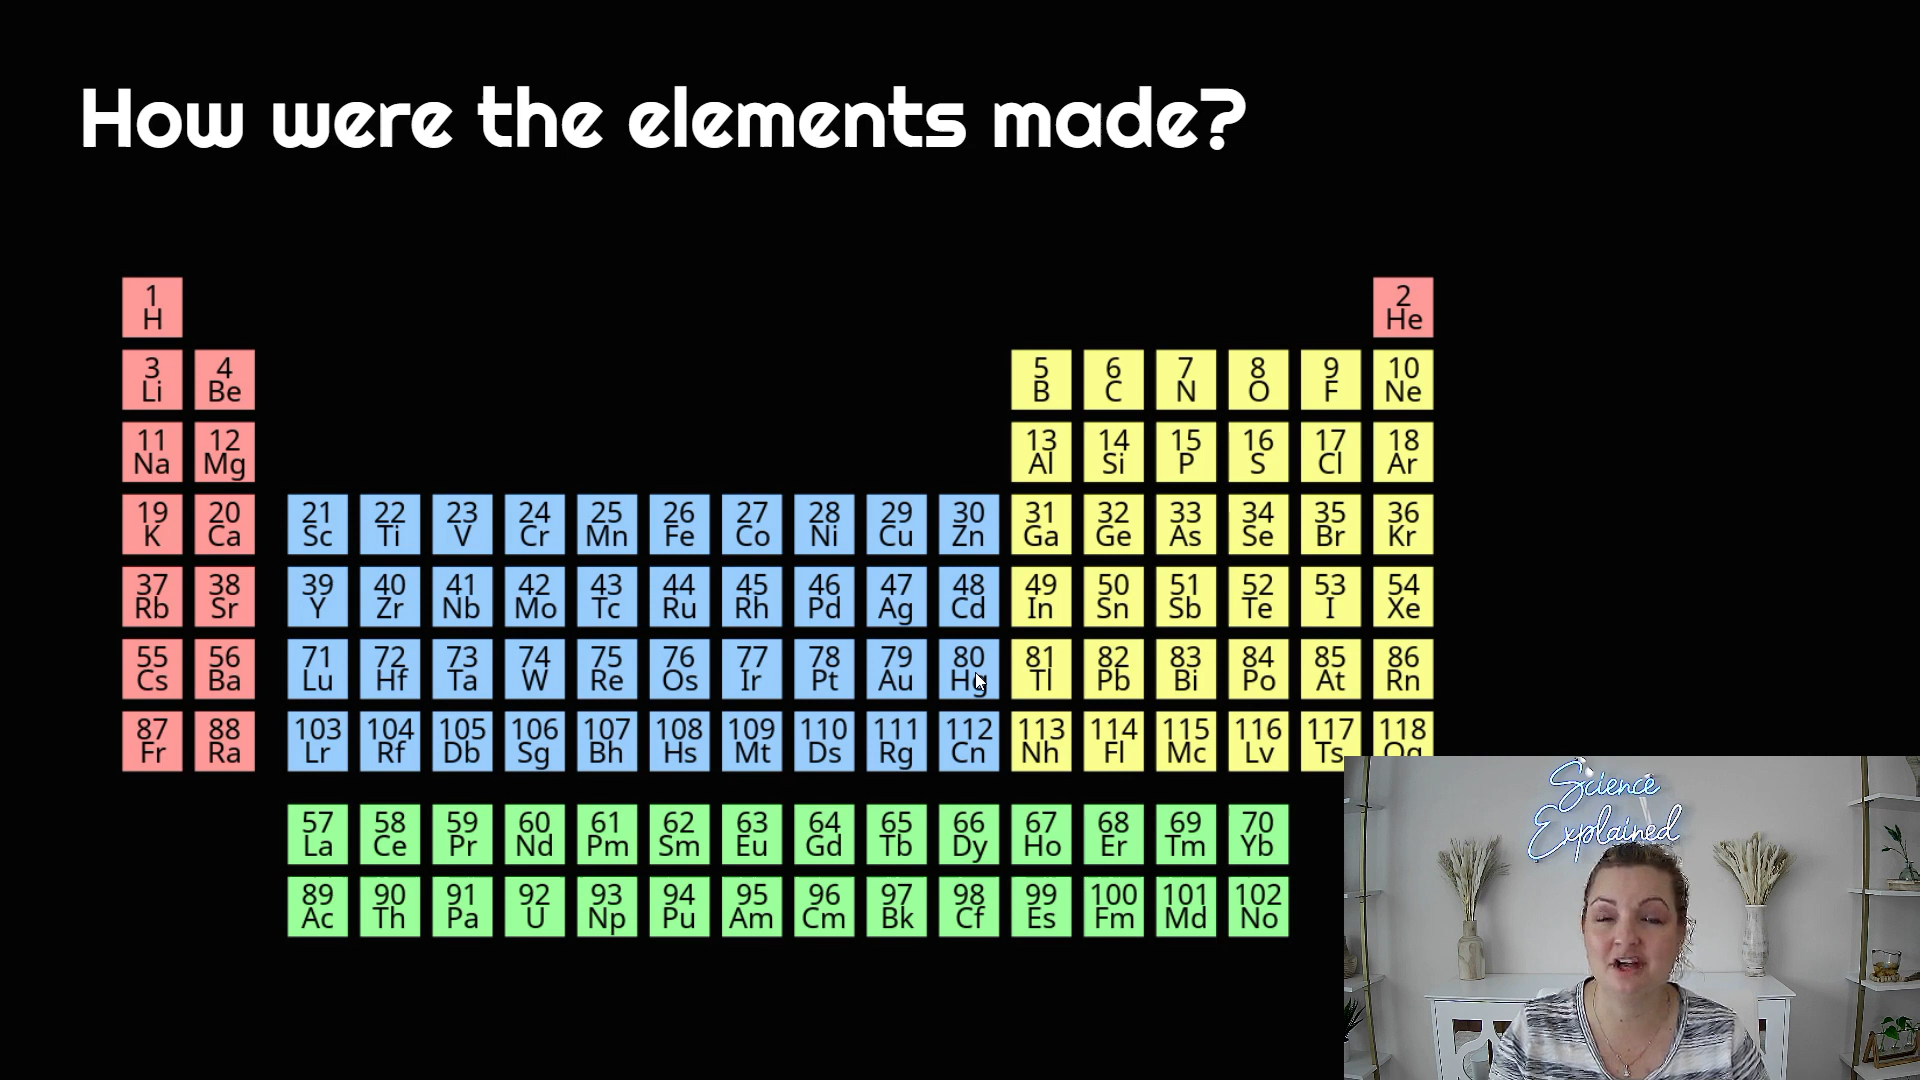 How were the elements made?
1 2
H He
3 4 5 6 7 8 9 10
Li Be B C N O F Ne
11 12 13 14 15 16 17 18
Na Mg Al Si P S Cl Ar
19 20 21 22 23 24 25 26 27 28 29 30 31 32 33 34 35 36
K Ca Sc Ti V Cr Mn Fe Co Ni Cu Zn Ga Ge As Se Br Kr
37 38 39 40 41 42 43 44 45 46 47 48 49 50 51 52 53 54
Rb Sr Y Zr Nb Mo Tc Ru Rh Pd Ag Cd In Sn Sb Te I Xe
55 56 71 72 73 74 75 76 77 78 79 80 81 82 83 84 85 86
Cs Ba Lu Hf Ta W Re Os Ir Pt Au Hg Tl Pb Bi Po At Rn
87 88 103 104 105 106 107 108 109 110 111 112 113 114 115 116 117 118
Fr Ra Lr Rf Db Sg Bh Hs Mt Ds Rg Cn Nh Fl Mc Lv Ts Og
57 58 59 60 61 62 63 64 65 66 67 68 69 70
La Ce Pr Nd Pm Sm Eu Gd Tb Dy Ho Er Tm Yb
89 90 91 92 93 94 95 96 97 98 99 100 101 102
Ac Th Pa U Np Pu Am Cm Bk Cf Es Fm Md No
Science
Explained